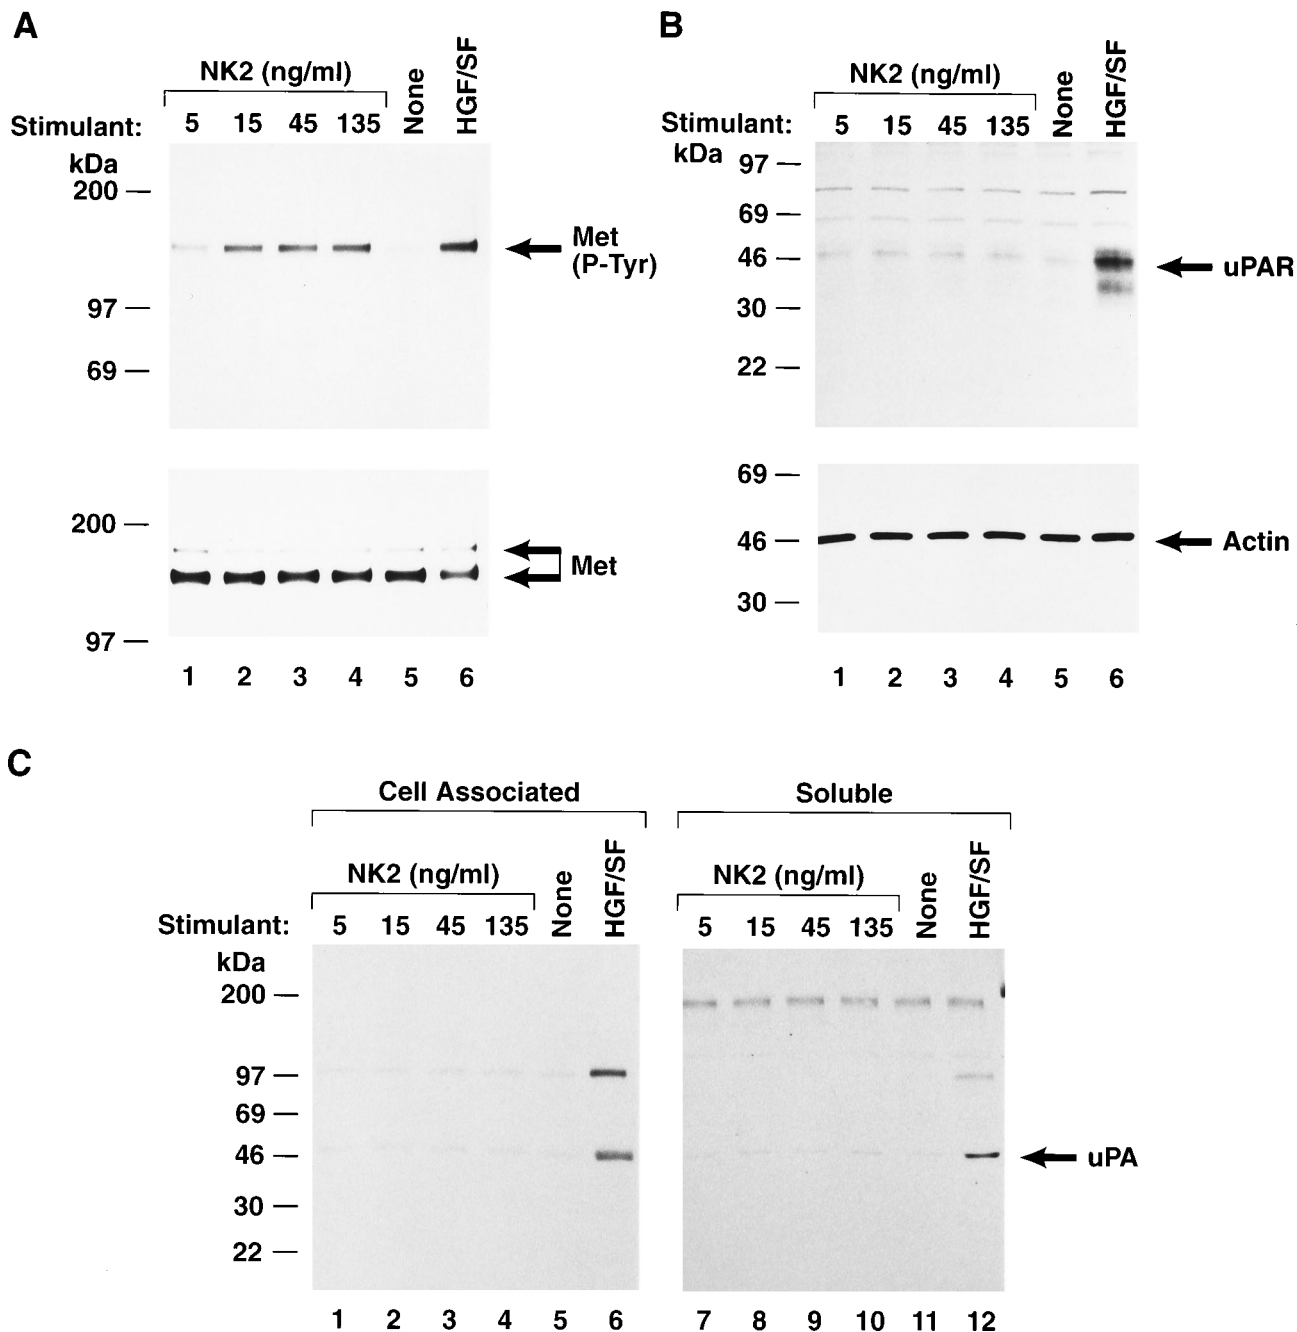 A
NK2 (ng/ml)
None
HGF/SF
Stimulant: 5 15 45 135
kDa
200
Met
(P-Tyr)
97
69
200
Met
97
1 2 3 4 5 6
B
NK2 (ng/ml)
None
HGF/SF
Stimulant: 5 15 45 135
kDa
97
69
46
uPAR
30
22
69
46
Actin
30
1 2 3 4 5 6
C
Cell Associated
Soluble
NK2 (ng/ml)
None
HGF/SF
NK2 (ng/ml)
None
HGF/SF
Stimulant: 5 15 45 135 5 15 45 135
kDa
200
97
69
46
uPA
30
22
1 2 3 4 5 6 7 8 9 10 11 12